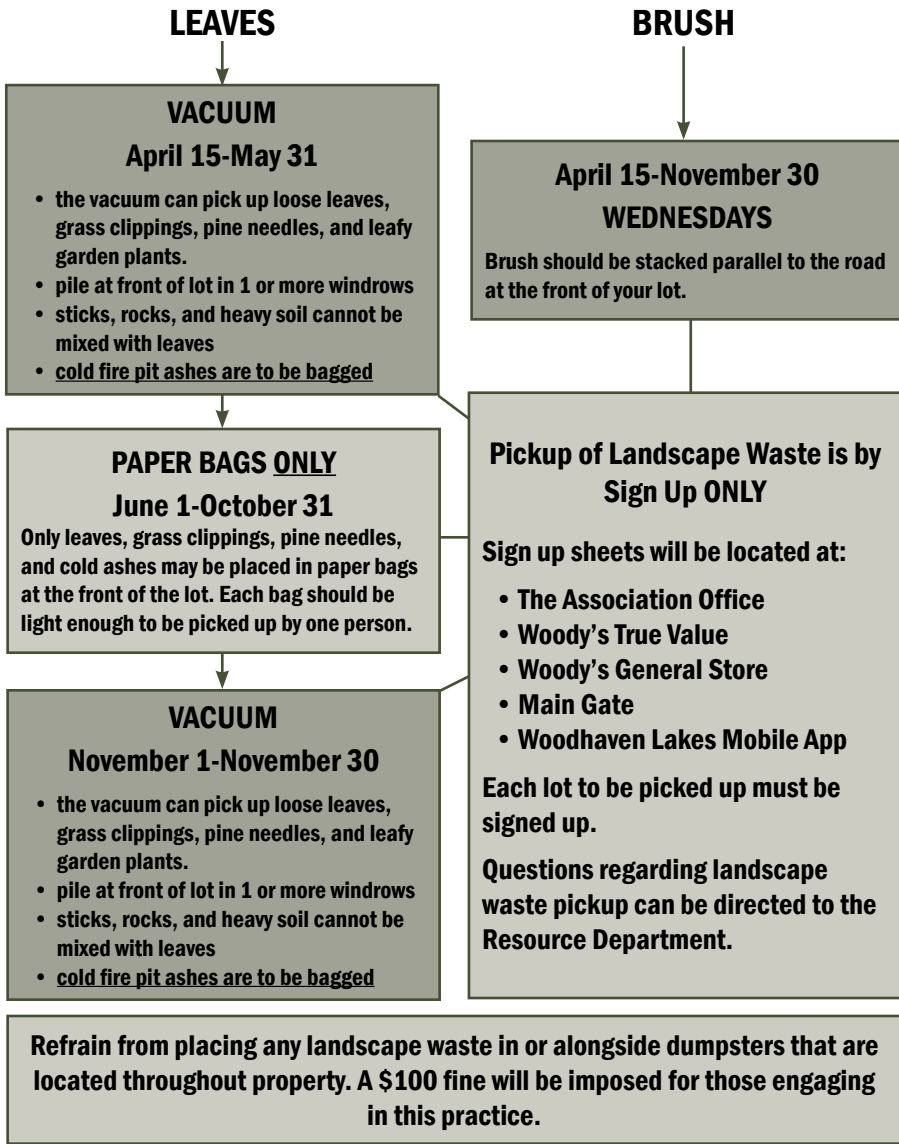 LEAVES
VACUUM
April 15-May 31
• the vacuum can pick up loose leaves,
grass clippings, pine needles, and leafy
garden plants.
• pile at front of lot in 1 or more windrows
• sticks, rocks, and heavy soil cannot be
mixed with leaves
• cold fire pit ashes are to be bagged
PAPER BAGS ONLY
June 1-October 31
Only leaves, grass clippings, pine needles,
and cold ashes may be placed in paper bags
at the front of the lot. Each bag should be
light enough to be picked up by one person.
VACUUM
November 1-November 30
• the vacuum can pick up loose leaves,
grass clippings, pine needles, and leafy
garden plants.
• pile at front of lot in 1 or more windrows
• sticks, rocks, and heavy soil cannot be
mixed with leaves
• cold fire pit ashes are to be bagged
BRUSH
April 15-November 30
WEDNESDAYS
Brush should be stacked parallel to the road
at the front of your lot.
Pickup of Landscape Waste is by
Sign Up ONLY
Sign up sheets will be located at:
• The Association Office
• Woody's True Value
• Woody's General Store
• Main Gate
• Woodhaven Lakes Mobile App
Each lot to be picked up must be
signed up.
Questions regarding landscape
waste pickup can be directed to the
Resource Department.
Refrain from placing any landscape waste in or alongside dumpsters that are
located throughout property. A $100 fine will be imposed for those engaging
in this practice.